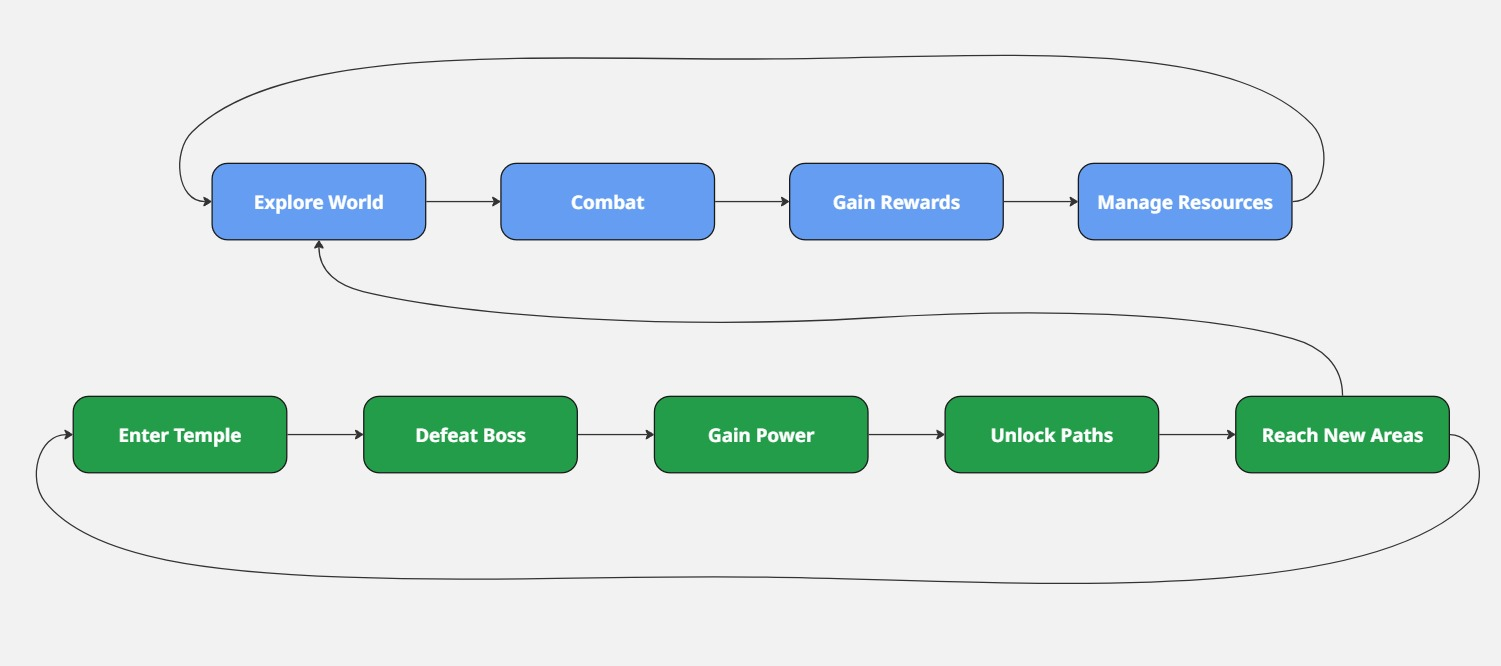 Explore World
Combat
Gain Rewards
Manage Resources
Enter Temple
Defeat Boss
Gain Power
Unlock Paths
Reach New Areas